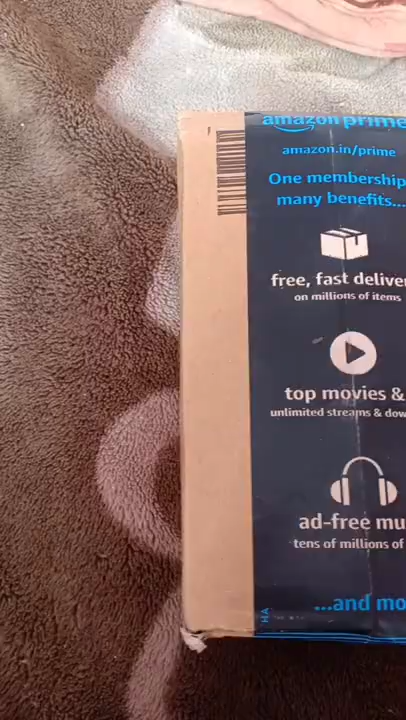 amazon prime
amazon.in/prime
One membership
many benefits...
free, fast deliver
on millions of items
top movies &
unlimited streams & dow
ad-free mu
tens of millions of
...and mo
HA